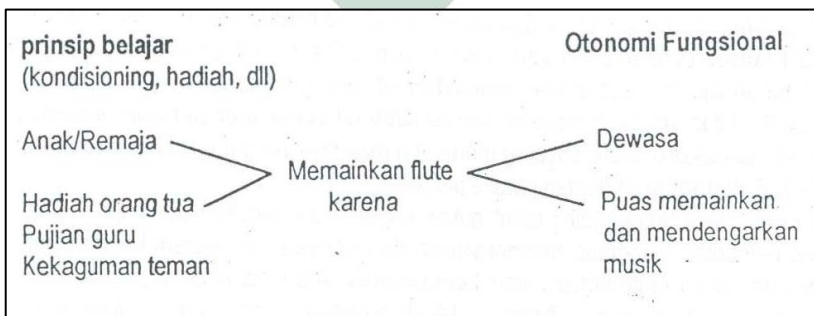 prinsip belajar
(kondisioning, hadiah, dll)
Otonomi Fungsional
Anak/Remaja
Hadiah orang tua
Pujian guru
Kekaguman teman
Memainkan flute
karena
Dewasa
Puas memainkan
dan mendengarkan
musik